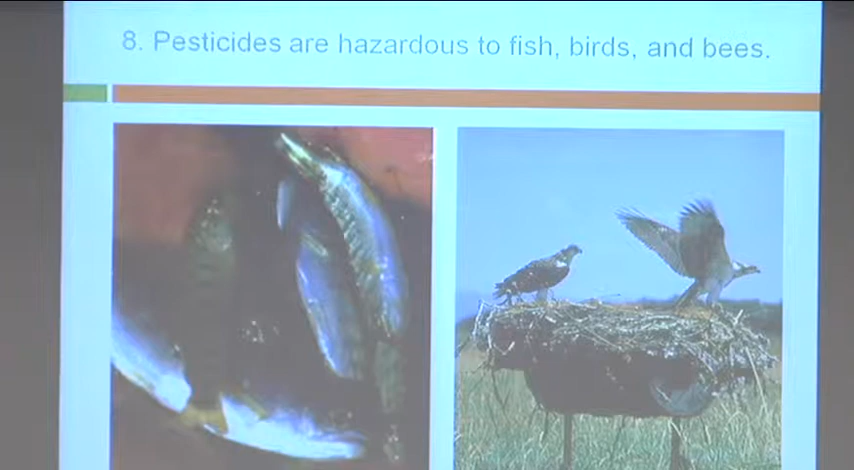 8. Pesticides are hazardous to fish, birds, and bees.